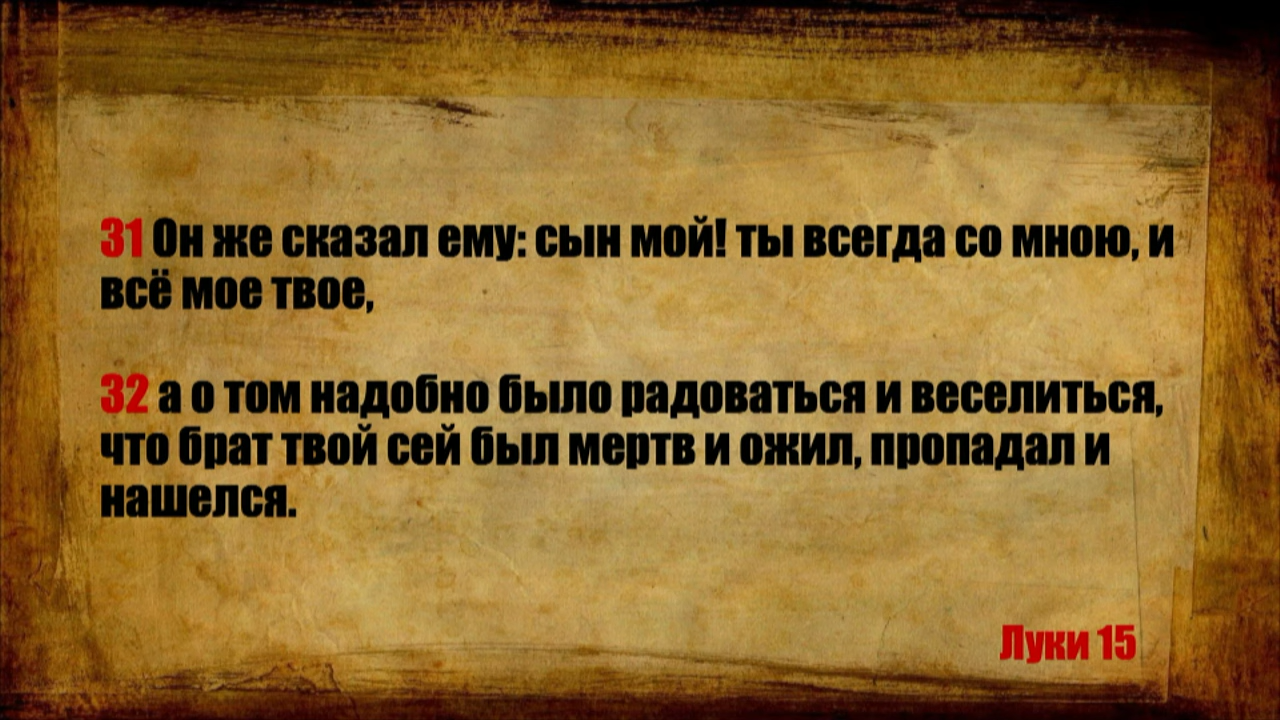 31 Он же сказал ему: сын мой! ты всегда со мною, и
всё мое твое,
32 а о том надобно было радоваться и веселиться,
что брат твой сей был мертв и ожил, пропадал и
нашелся.
Луки 15